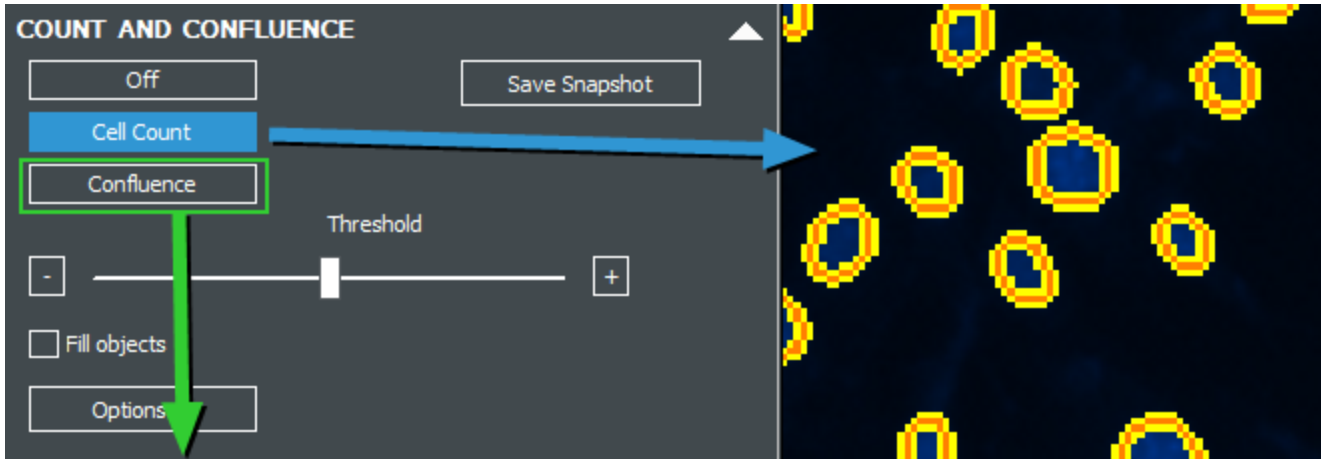 COUNT AND CONFLUENCE
Off
Save Snapshot
Cell Count
Confluence
Threshold
-
+
Fill objects
Options